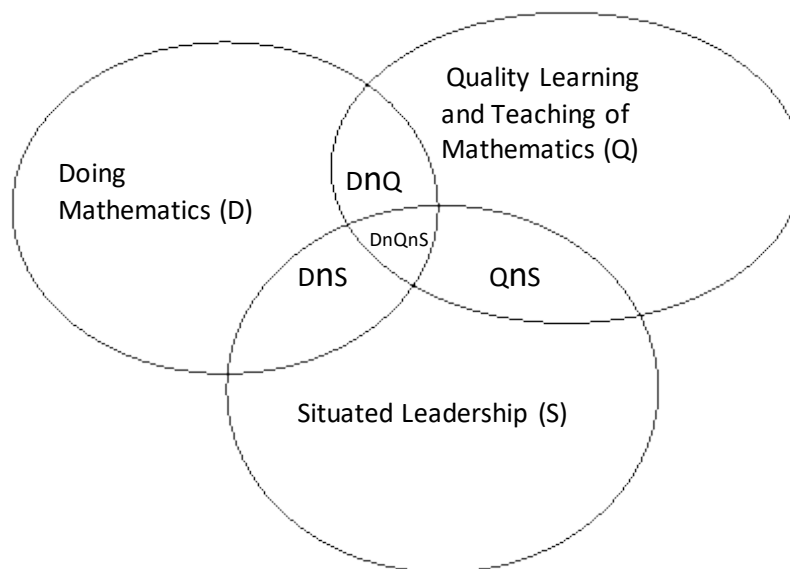 Quality Learning
and Teaching of
Mathematics (Q)
Doing
Mathematics (D)
DnQ
DnQnS
DnS
QnS
Situated Leadership (S)